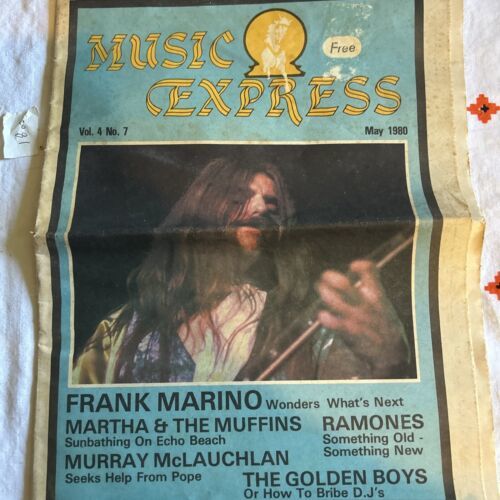 MUSIC
EXPRESS
Free
Vol. 4 No. 7
May 1980
FRANK MARINO Wonders What's Next
MARTHA & THE MUFFINS
Sunbathing On Echo Beach
RAMONES
Something Old -
Something New
MURRAY McLAUCHLAN
Seeks Help From Pope
THE GOLDEN BOYS
Or How To Bribe D.J's